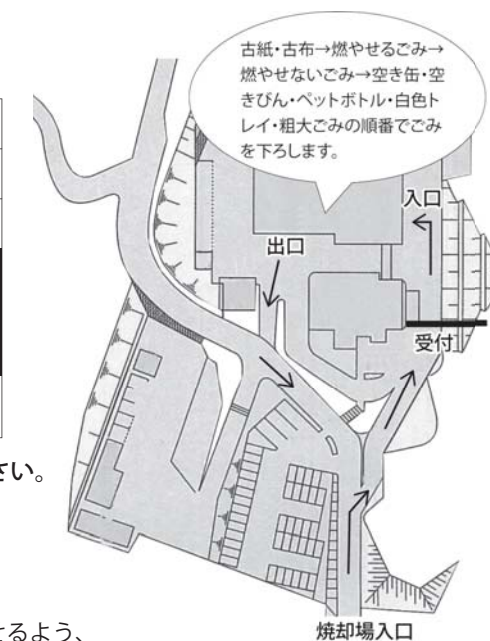 古紙・古布→燃やせるごみ→
燃やせないごみ→空き缶・空
きびん・ペットボトル・白色ト
レイ・粗大ごみの順番でごみ
を下ろします。
入口
出口
受付
さい。
せるよう、
焼却場入口